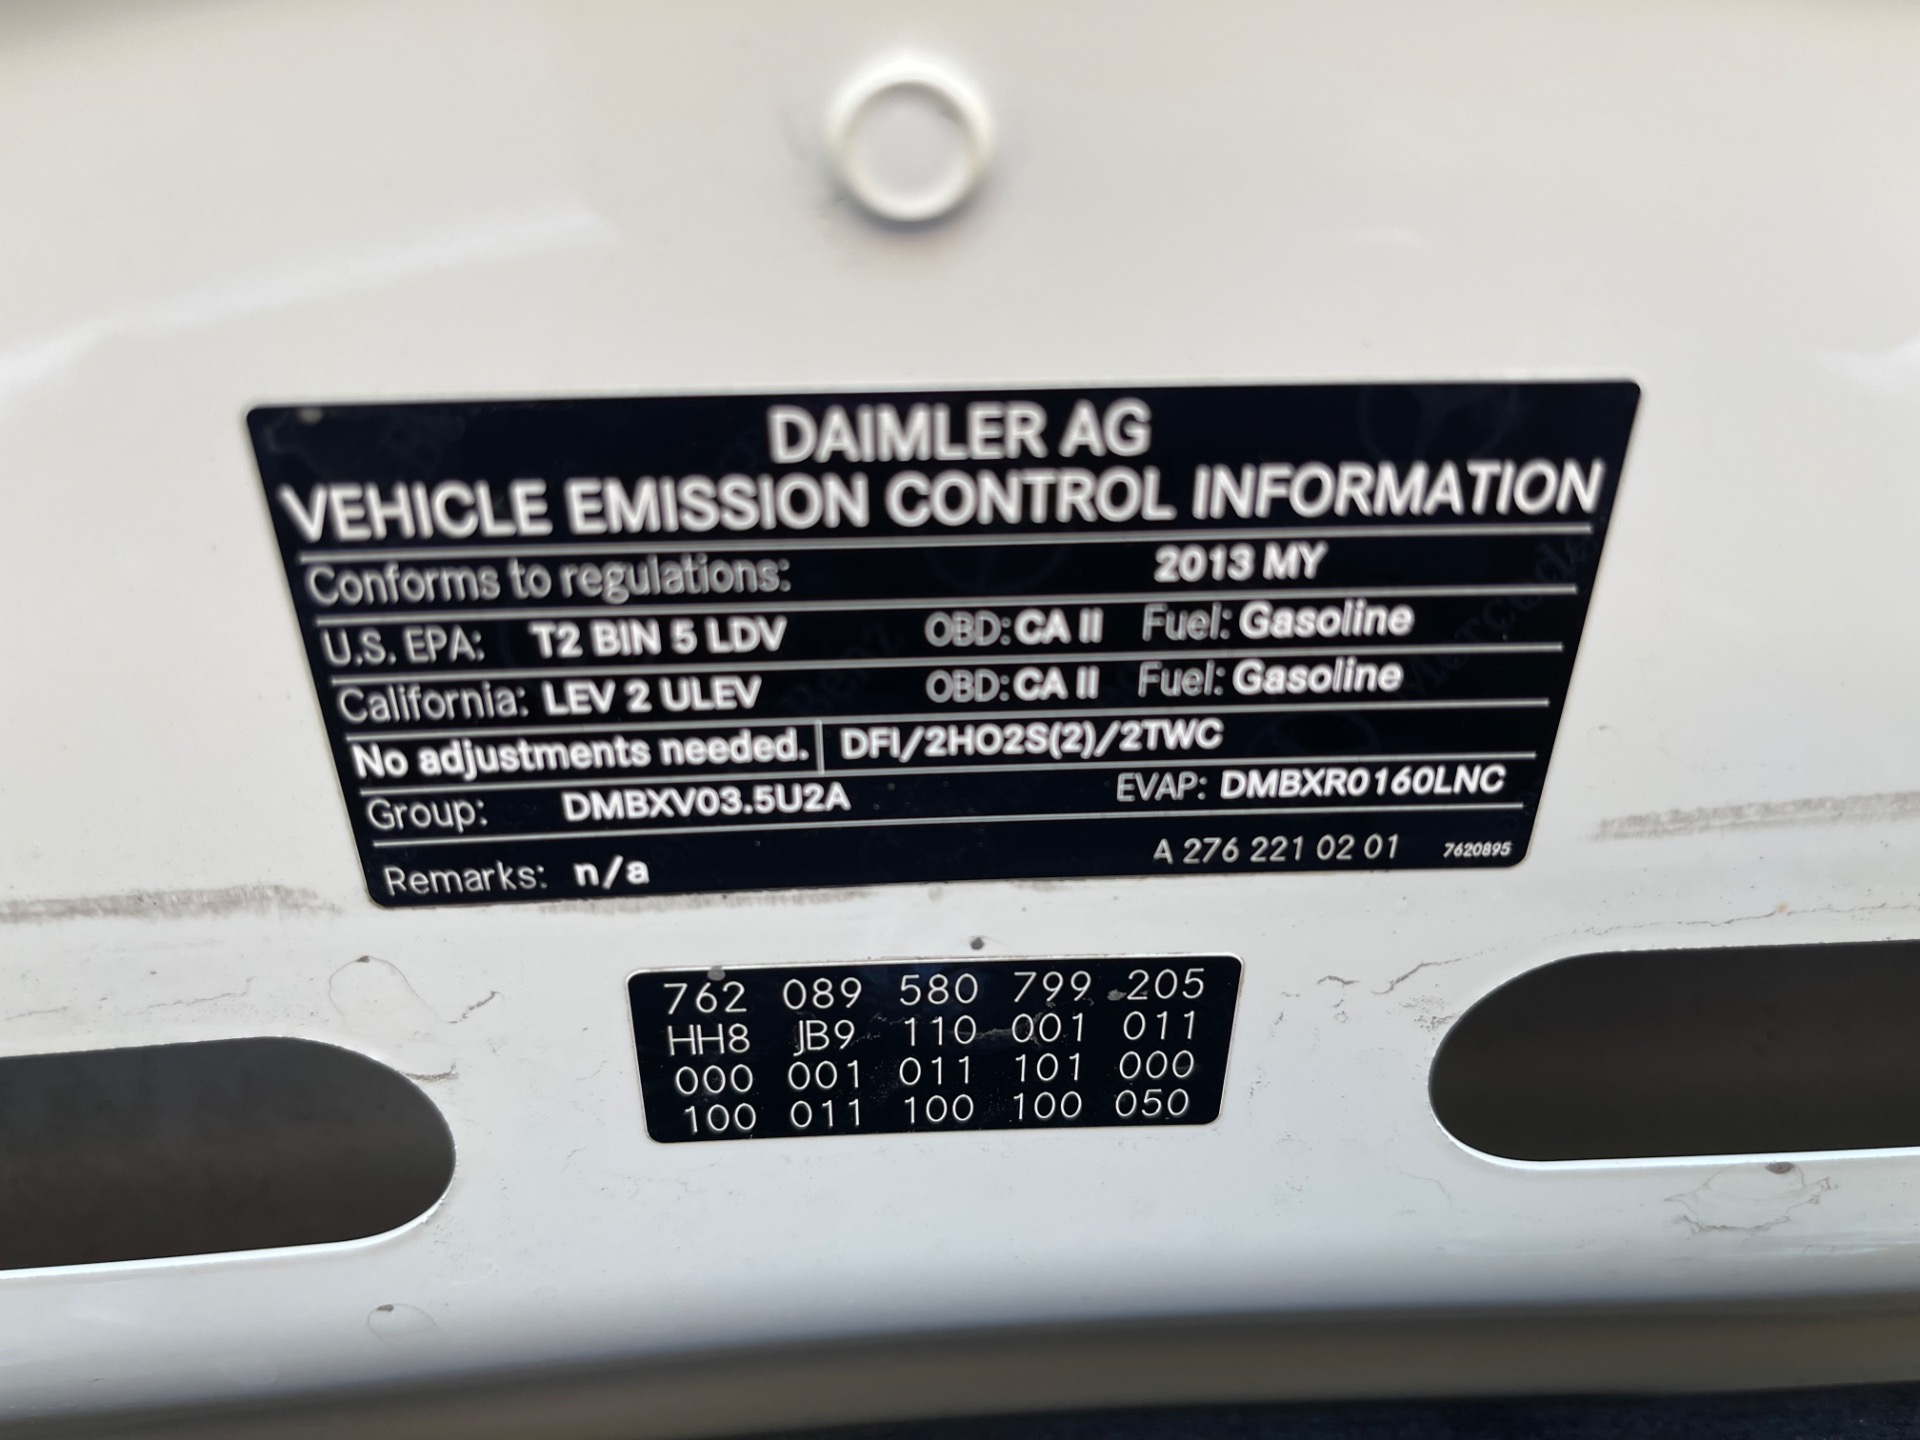 DAIMLER AG
VEHICLE EMISSION CONTROL INFORMATION
Conforms to regulations: 2013 MY
U.S. EPA: T2 BIN 5 LDV OBD: CA II Fuel: Gasoline
California: LEV 2 ULEV OBD: CA II Fuel: Gasoline
No adjustments needed. DFI/2HO2S(2)/2TWC
Group: DMBXV03.5U2A EVAP: DMBXR0160LNC
Remarks: n/a A 276 221 02 01 7620895
762 089 580 799 205
HH8 JB9 110 001 011
000 001 011 101 000
100 011 100 100 050